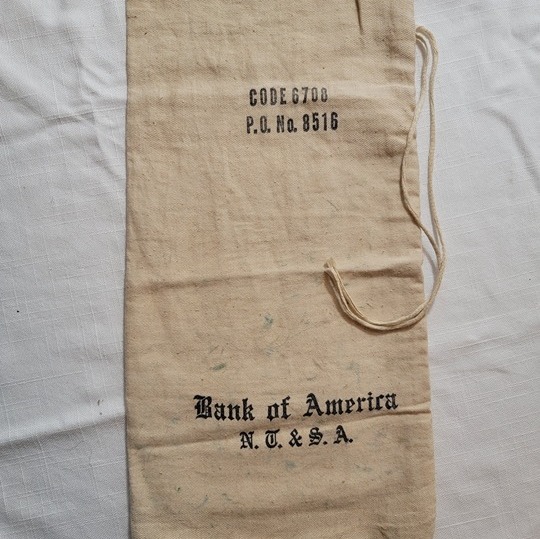 CODE 6700
P.O. No. 8516
Bank of America
N. T. & S. A.